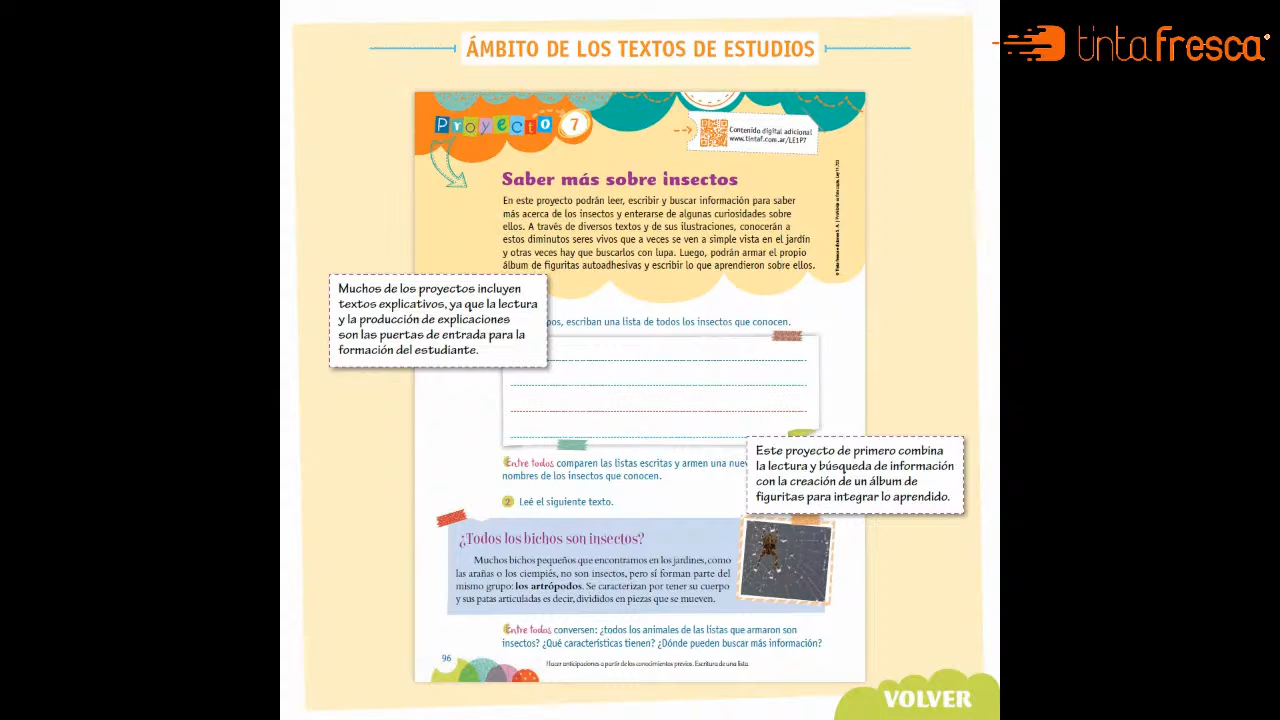 ÁMBITO DE LOS TEXTOS DE ESTUDIOS
tinta fresca
Proyecto 7
Contenido digital adicional
www.tintaf.com.ar/LE1P7
Saber más sobre insectos
En este proyecto podrán leer, escribir y buscar información para saber
más acerca de los insectos y enterarse de algunas curiosidades sobre
ellos. A través de diversos textos y de sus ilustraciones, conocerán a
estos diminutos seres vivos que a veces se ven a simple vista en el jardín
y otras veces hay que buscarlos con lupa. Luego, podrán armar el propio
álbum de figuritas autoadhesivas y escribir lo que aprendieron sobre ellos.
Muchos de los proyectos incluyen
textos explicativos, ya que la lectura
y la producción de explicaciones
son las puertas de entrada para la
formación del estudiante.
escriban una lista de todos los insectos que conocen.
Entre todos comparen las listas escritas y armen una
nombres de los insectos que conocen.
Este proyecto de primero combina
la lectura y búsqueda de información
con la creación de un álbum de
figuritas para integrar lo aprendido.
2 Leé el siguiente texto.
¿Todos los bichos son insectos?
Muchos bichos pequeños que encontramos en los jardines, como
las arañas o los ciempiés, no son insectos, pero sí forman parte del
mismo grupo: los artrópodos. Se caracterizan por tener su cuerpo
y sus patas articuladas es decir, divididos en piezas que se mueven.
Entre todos conversen: ¿todos los animales de las listas que armaron son
insectos? ¿Qué características tienen? ¿Dónde pueden buscar más información?
96
Hacer anticipaciones a partir de los conocimientos previos. Escritura de una lista.
VOLVER